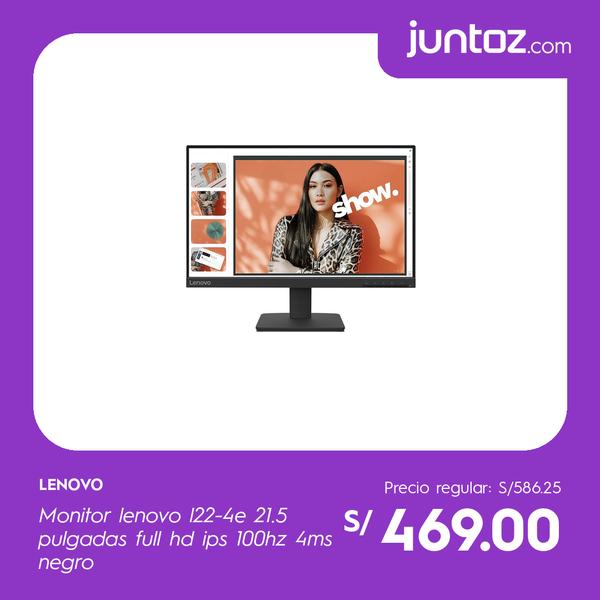 juntoz.com
show.
Lenovo
LENOVO
Monitor lenovo l22-4e 21.5
pulgadas full hd ips 100hz 4ms
negro
Precio regular: S/586.25
S/ 469.00